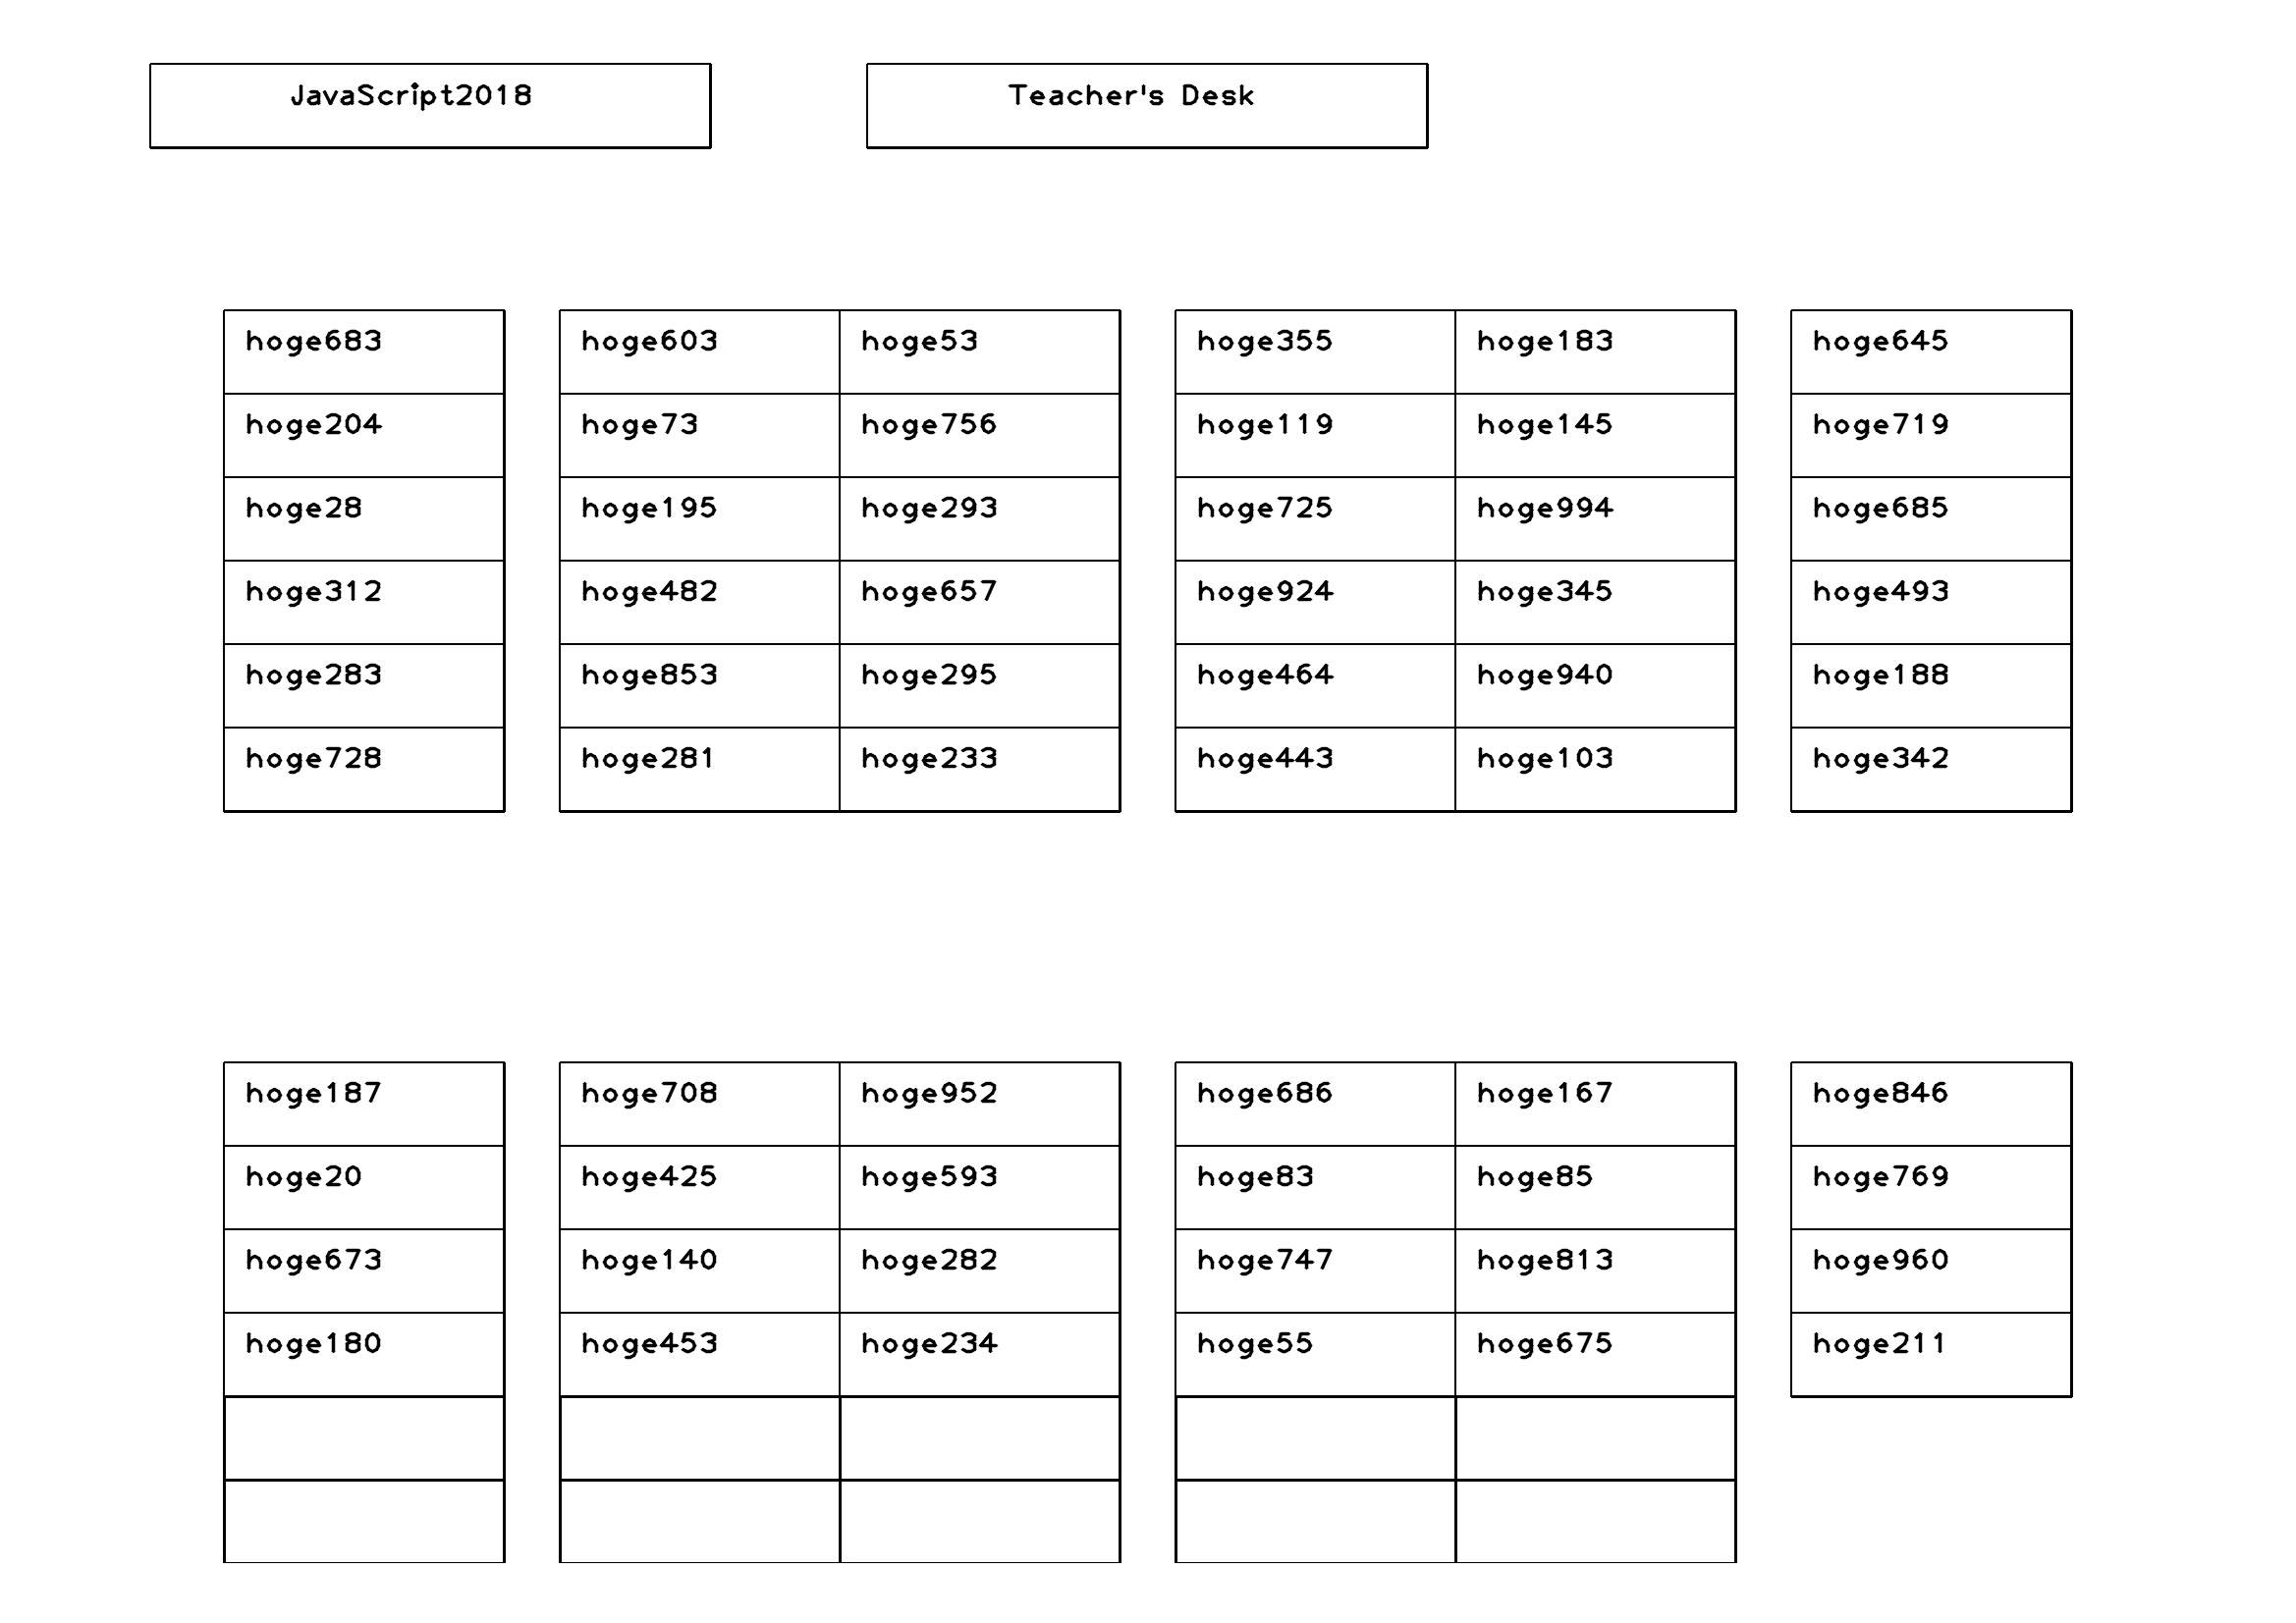 JavaScript2018 Teacher's Desk
hoge683 hoge603 hoge53 hoge355 hoge183 hoge645
hoge204 hoge73 hoge756 hoge119 hoge145 hoge719
hoge28 hoge195 hoge293 hoge725 hoge994 hoge685
hoge312 hoge482 hoge657 hoge924 hoge345 hoge493
hoge283 hoge853 hoge295 hoge464 hoge940 hoge188
hoge728 hoge281 hoge233 hoge443 hoge103 hoge342
hoge187 hoge708 hoge952 hoge686 hoge167 hoge846
hoge20 hoge425 hoge593 hoge83 hoge85 hoge769
hoge673 hoge140 hoge282 hoge747 hoge813 hoge960
hoge180 hoge453 hoge234 hoge55 hoge675 hoge211